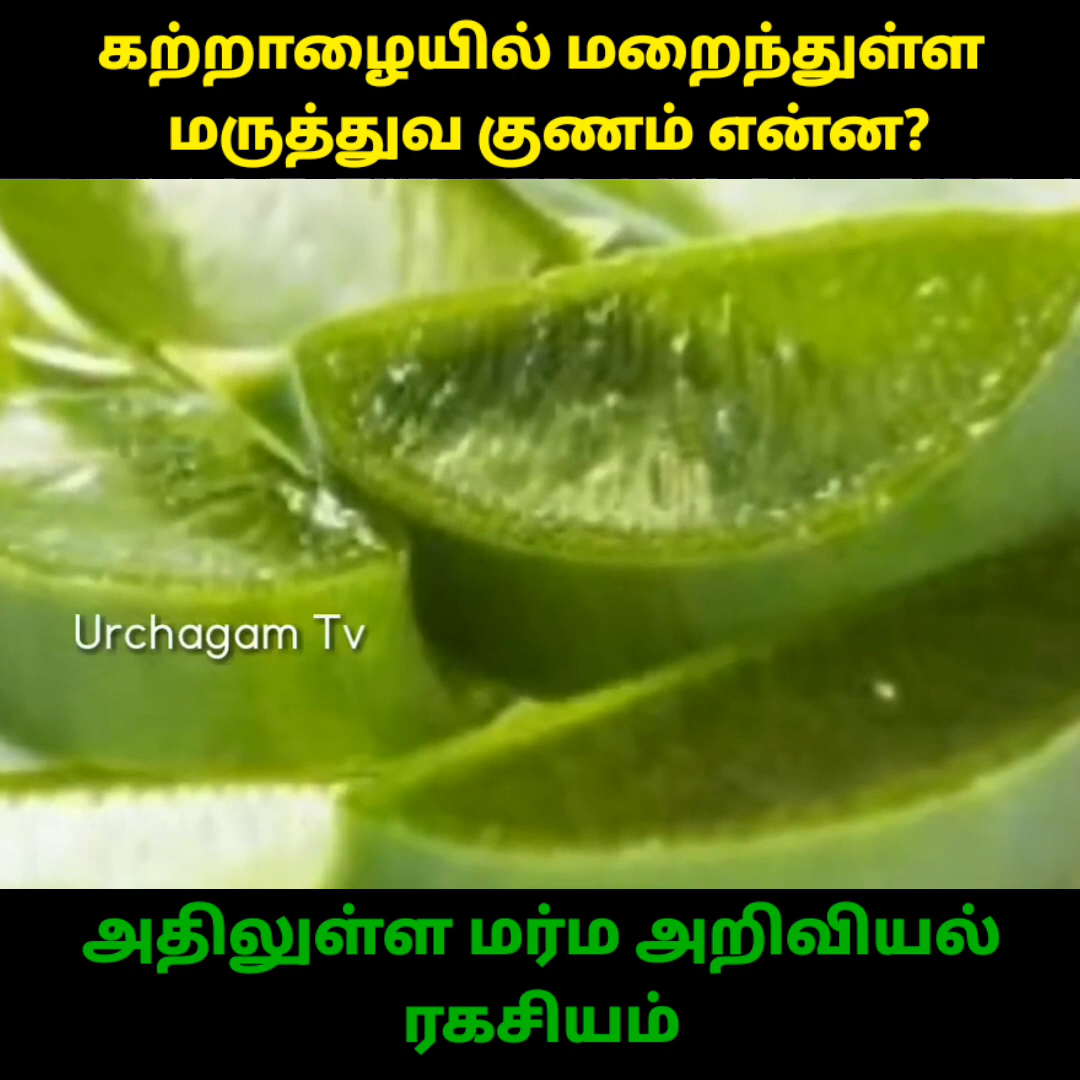 கற்றாழையில் மறைந்துள்ள
மருத்துவ குணம் என்ன?
Urchagam Tv
அதிலுள்ள மர்ம அறிவியல்
ரகசியம்